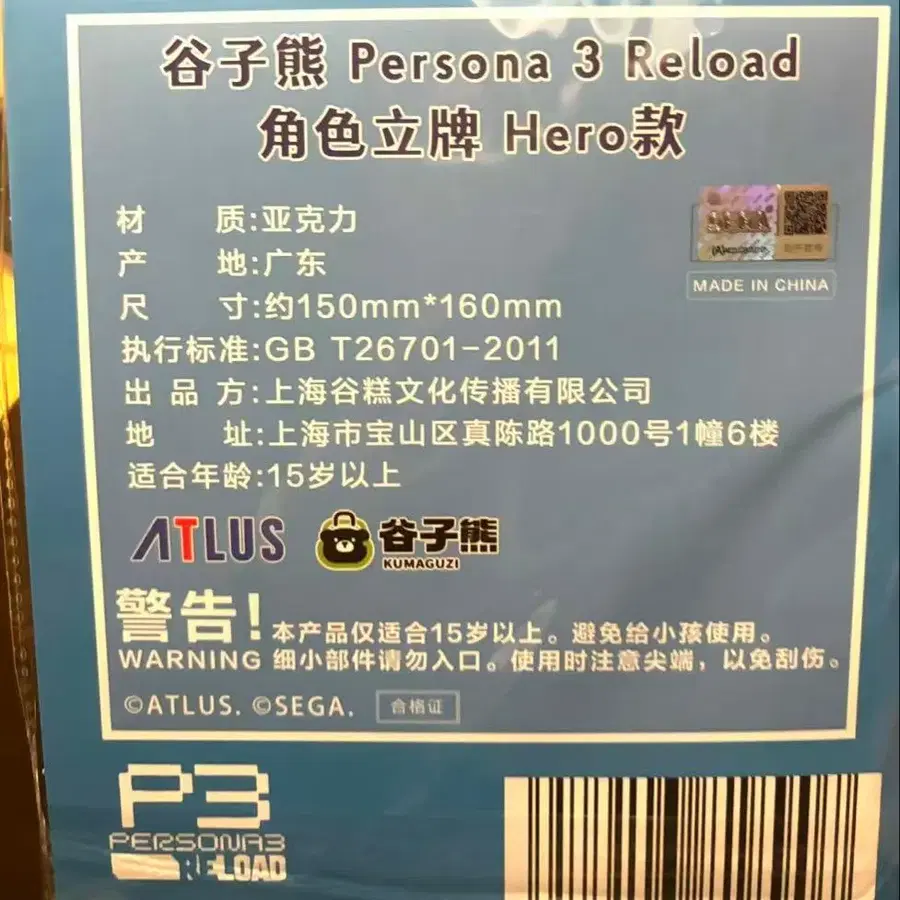 谷子熊 Persona 3 Reload
角色立牌 Hero款
材 质:亚克力
产 地:广东
尺 寸:约150mm*160mm
执行标准:GB T26701-2011
出 品 方:上海谷糕文化传播有限公司
地 址:上海市宝山区真陈路1000号1幢6楼
适合年龄:15岁以上
MADE IN CHINA
ATLUS
谷子熊
KUMAGUZI
警告!本产品仅适合15岁以上。避免给小孩使用。
WARNING 细小部件请勿入口。使用时注意尖端，以免刮伤。
©ATLUS. ©SEGA.
合格证
P3
PERSONA3
RELOAD